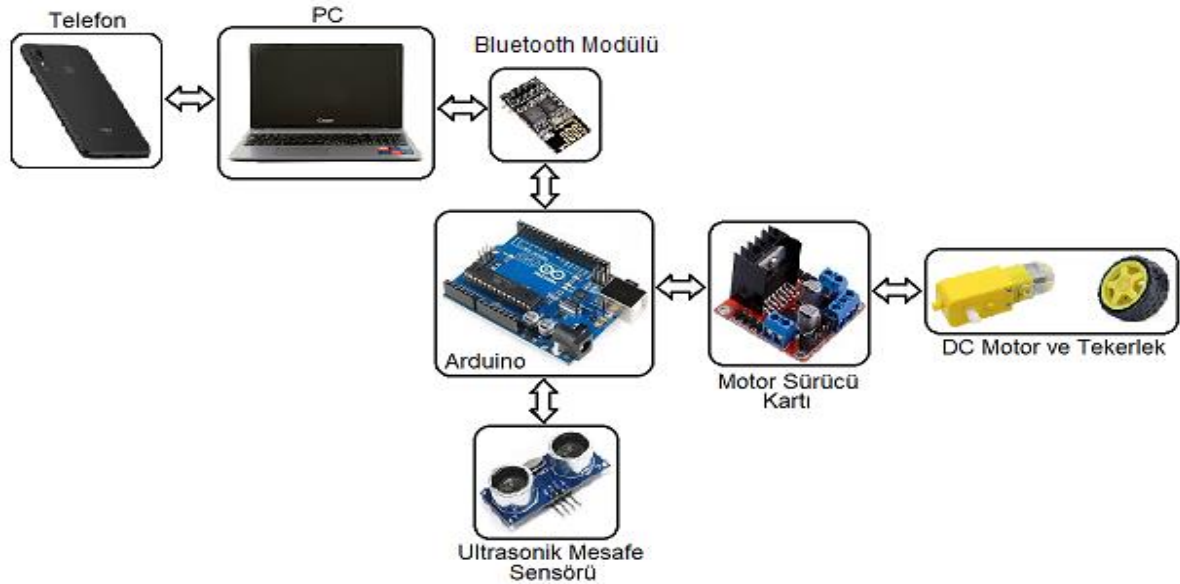 Telefon
PC
Bluetooth Modülü
Arduino
Motor Sürücü
Kartı
DC Motor ve Tekerlek
Ultrasonik Mesafe
Sensörü